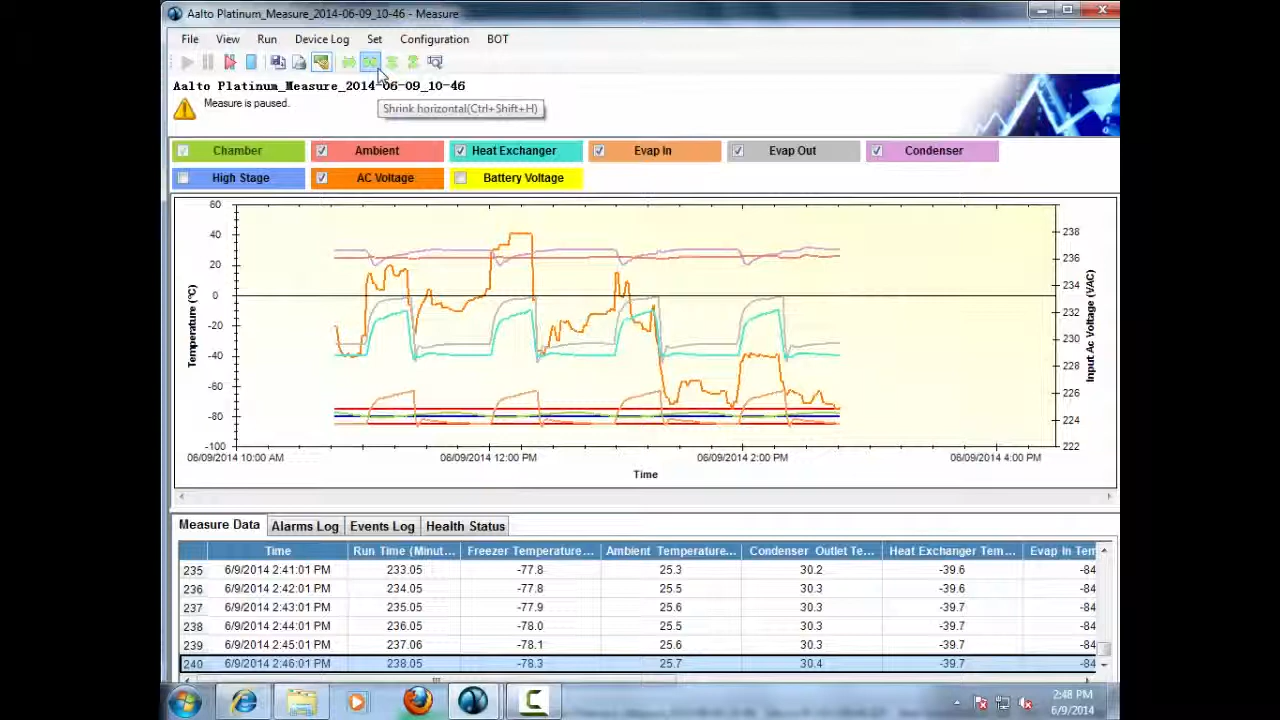 Aalto Platinum_Measure_2014-06-09_10-46 - Measure
File View Run Device Log Set Configuration BOT
Aalto Platinum_Measure_2014-06-09_10-46
Measure is paused.
Shrink horizontal(Ctrl+Shift+H)
Chamber Ambient Heat Exchanger Evap In Evap Out Condenser
High Stage AC Voltage Battery Voltage
60
40
20
0
-20
-40
-60
-80
-100
Temperature (°C)
238
236
234
232
230
228
226
224
222
Input Ac Voltage (VAC)
06/09/2014 10:00 AM 06/09/2014 12:00 PM 06/09/2014 2:00 PM 06/09/2014 4:00 PM
Time
Measure Data Alarms Log Events Log Health Status
Time Run Time (Minut... Freezer Temperature... Ambient Temperature... Condenser Outlet Te... Heat Exchanger Tem... Evap In Tem
235 6/9/2014 2:41:01 PM 233.05 -77.8 25.3 30.2 -39.6 -84
236 6/9/2014 2:42:01 PM 234.05 -77.8 25.5 30.3 -39.6 -84
237 6/9/2014 2:43:01 PM 235.05 -77.9 25.6 30.3 -39.7 -84
238 6/9/2014 2:44:01 PM 236.05 -78.0 25.5 30.3 -39.7 -84
239 6/9/2014 2:45:01 PM 237.06 -78.1 25.6 30.3 -39.7 -84
240 6/9/2014 2:46:01 PM 238.05 -78.3 25.7 30.4 -39.7 -84
2:48 PM
6/9/2014